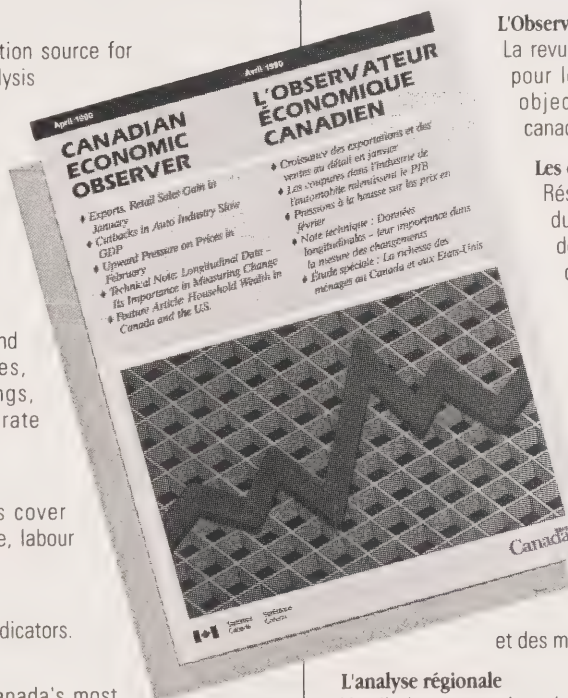 tion source for
lysis
nd
es,
ngs,
rate
s cover
e, labour
dicators.
anada's most
April 1990
CANADIAN
ECONOMIC
OBSERVER
♦ Exports, Retail Sales Gain in
January
♦ Cutbacks in Auto Industry Slow
GDP
♦ Upward Pressure on Prices in
February
♦ Technical Note: Longitudinal Data –
Its Importance in Measuring Change
♦ Feature Article: Household Wealth in
Canada and the U.S.
Avril 1990
L'OBSERVATEUR
ÉCONOMIQUE
CANADIEN
♦ Croissance des exportations et des
ventes au détail en janvier
♦ Les coupures dans l'industrie de
l'automobile ralentissent le PIB
♦ Pressions à la hausse sur les prix en
février
♦ Note technique : Données
longitudinales – leur importance dans
la mesure des changements
♦ Étude spéciale : La richesse des
ménages au Canada et aux États-Unis
Statistics Statistique
Canada Canada
Canada
L'Observ
La revu
pour l
objec
canad
Les
Rés
du
d
et des m
L'analyse régionale